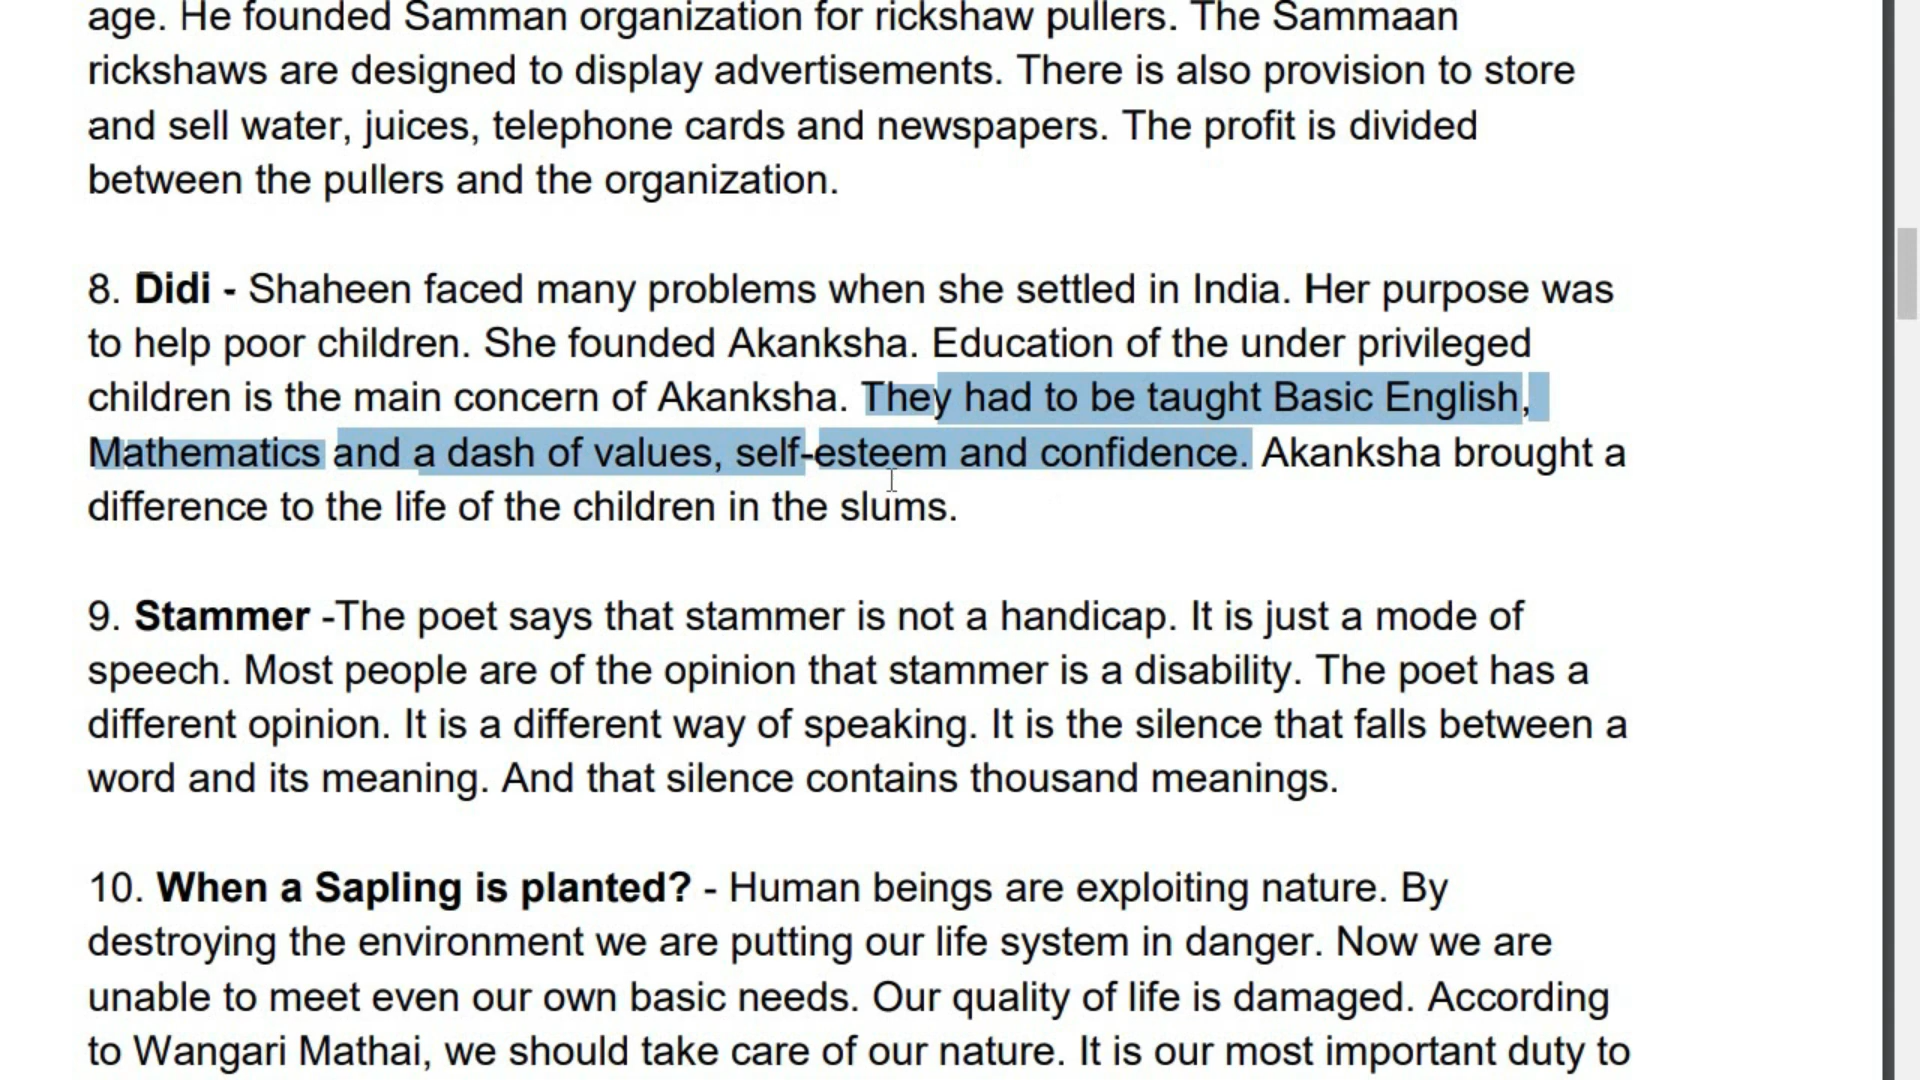 age. He founded Samman organization for rickshaw pullers. The Sammaan
rickshaws are designed to display advertisements. There is also provision to store
and sell water, juices, telephone cards and newspapers. The profit is divided
between the pullers and the organization.
8. Didi - Shaheen faced many problems when she settled in India. Her purpose was
to help poor children. She founded Akanksha. Education of the under privileged
children is the main concern of Akanksha. They had to be taught Basic English,
Mathematics and a dash of values, self-esteem and confidence. Akanksha brought a
difference to the life of the children in the slums.
9. Stammer -The poet says that stammer is not a handicap. It is just a mode of
speech. Most people are of the opinion that stammer is a disability. The poet has a
different opinion. It is a different way of speaking. It is the silence that falls between a
word and its meaning. And that silence contains thousand meanings.
10. When a Sapling is planted? - Human beings are exploiting nature. By
destroying the environment we are putting our life system in danger. Now we are
unable to meet even our own basic needs. Our quality of life is damaged. According
to Wangari Mathai, we should take care of our nature. It is our most important duty to